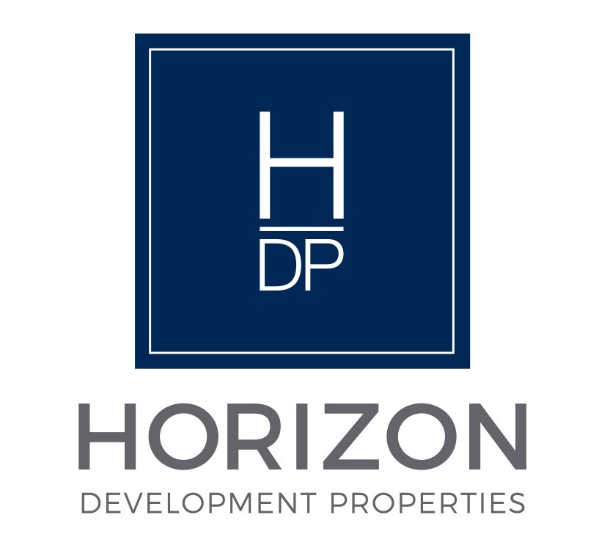 H
DP
HORIZON
DEVELOPMENT PROPERTIES